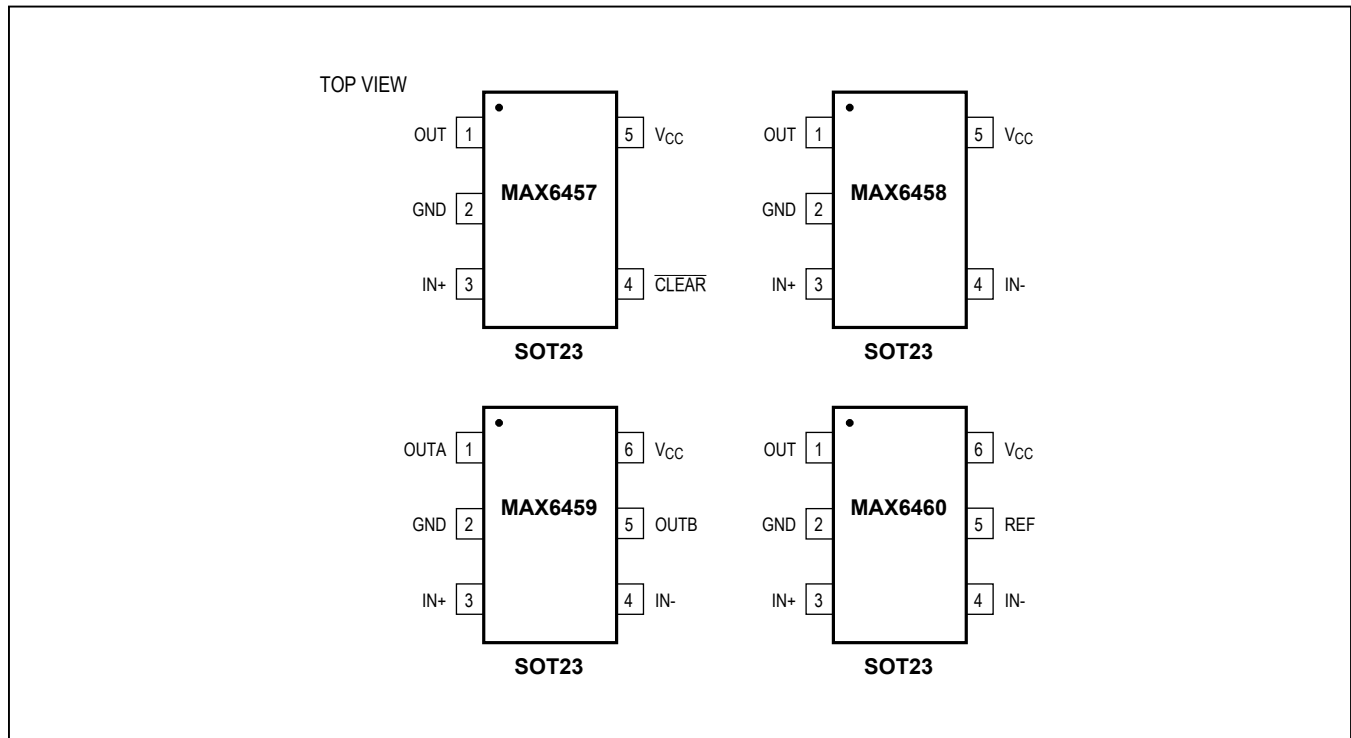 TOP VIEW
OUT 1
5 VCC
GND 2
MAX6457
IN+ 3
4 CLEAR
SOT23
OUT 1
5 VCC
GND 2
MAX6458
IN+ 3
4 IN-
SOT23
OUTA 1
6 VCC
GND 2
MAX6459
5 OUTB
IN+ 3
4 IN-
SOT23
OUT 1
6 VCC
GND 2
MAX6460
5 REF
IN+ 3
4 IN-
SOT23